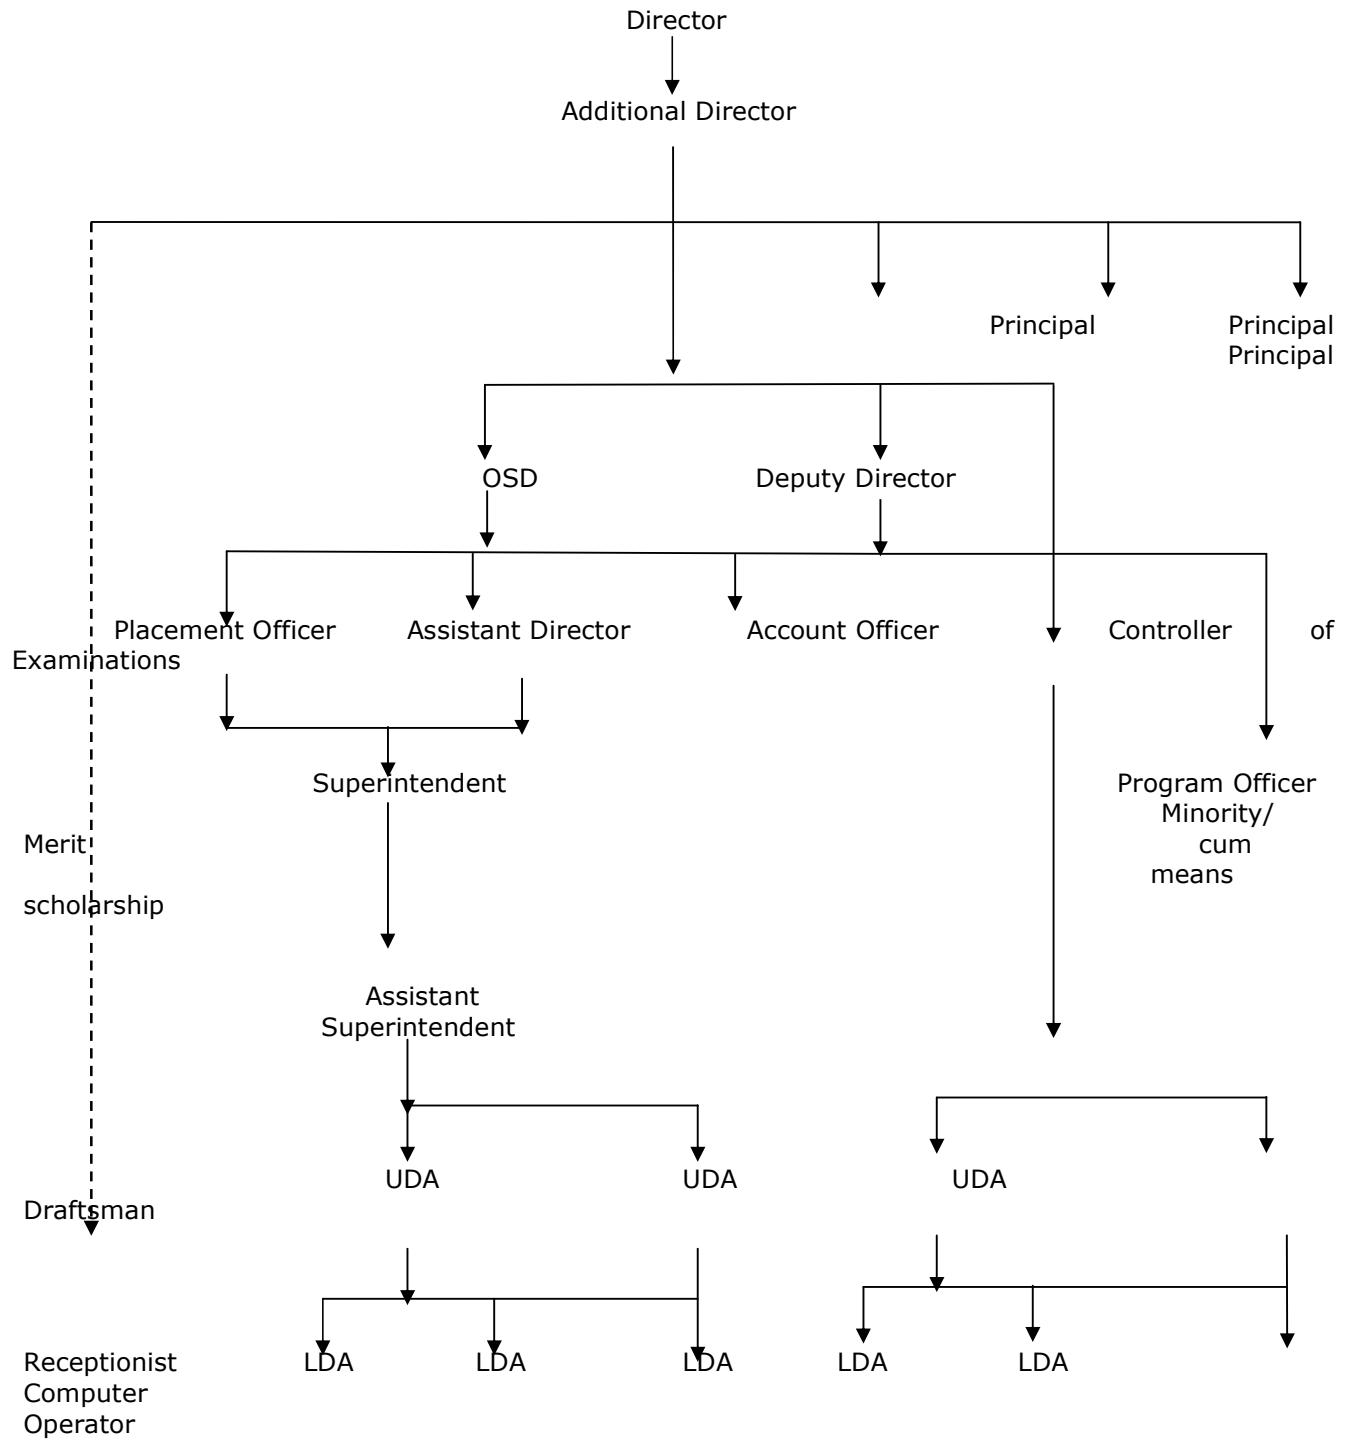 Director
Additional Director
Principal Principal
Principal
OSD Deputy Director
Placement Officer Assistant Director Account Officer Controller of
Examinations
Superintendent Program Officer
Minority/
Merit cum
means
scholarship
Assistant
Superintendent
UDA UDA UDA
Draftsman
Receptionist LDA LDA LDA LDA LDA
Computer
Operator